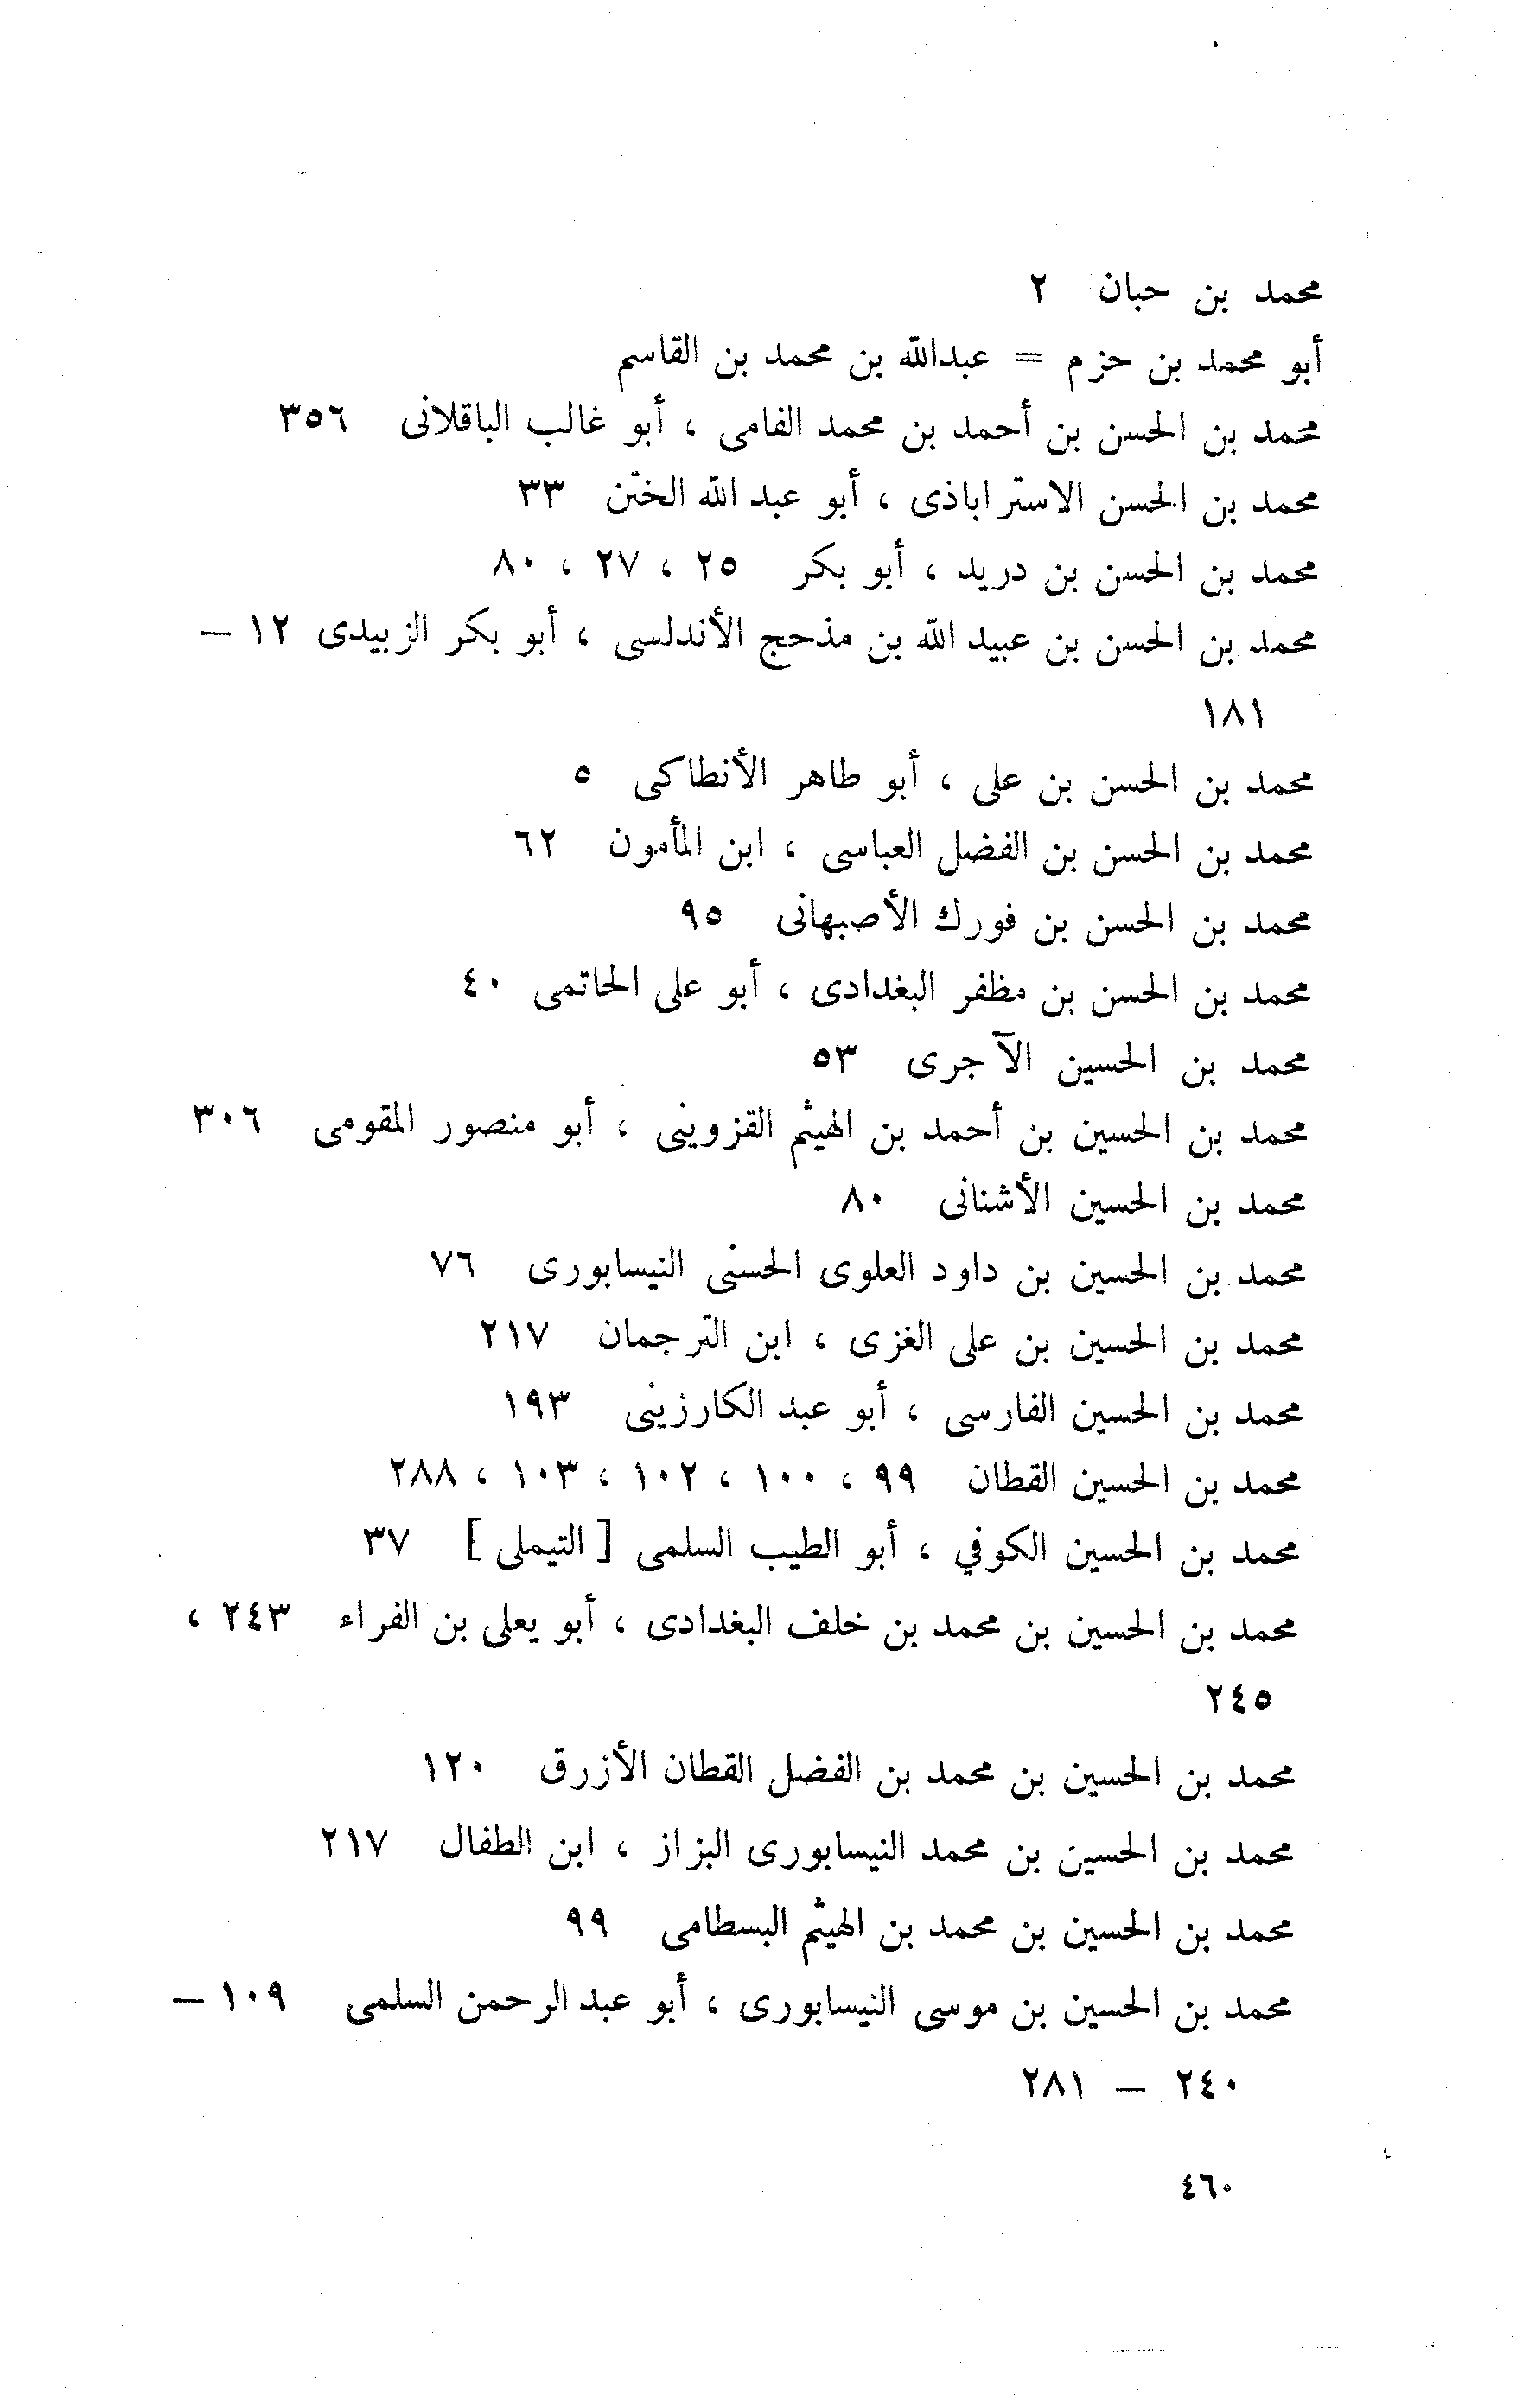 محمد بن حبان ٢
أبو محمد بن حزم = عبدالله بن محمد بن القاسم
محمد بن الحسن بن أحمد بن محمد الفامى ، أبو غالب الباقلانى ٣٥٦
محمد بن الحسن الاستراباذى ، أبو عبد الله الختن ٣٣
محمد بن الحسن بن دريد ، أبو بكر ٢٥ ، ٢٧ ، ٨٠
محمد بن الحسن بن عبيد الله بن مذحج الأندلسى ، أبو بكر الزبيدى ١٢ –
١٨١
محمد بن الحسن بن على ، أبو طاهر الأنطاكى ٥
محمد بن الحسن بن الفضل العباسى ، ابن المأمون ٦٢
محمد بن الحسن بن فورك الأصبهانى ٩٥
محمد بن الحسن بن مظفر البغدادى ، أبو على الحاتمى ٤٠
محمد بن الحسين الآجرى ٥٣
محمد بن الحسين بن أحمد بن الهيثم القزوينى ، أبو منصور المقومى ٣٠٦
محمد بن الحسين الأشنانى ٨٠
محمد بن الحسين بن داود العلوى الحسنى النيسابورى ٧٦
محمد بن الحسين بن على الغزى ، ابن الترجمان ٢١٧
محمد بن الحسين الفارسى ، أبو عبد الكارزينى ١٩٣
محمد بن الحسين القطان ٩٩ ، ١٠٠ ، ١٠٢ ، ١٠٣ ، ٢٨٨
محمد بن الحسين الكوفي ، أبو الطيب السلمى [ التيملى ] ٣٧
محمد بن الحسين بن محمد بن خلف البغدادى ، أبو يعلى بن الفراء ٢٤٣ ،
٢٤٥
محمد بن الحسين بن محمد بن الفضل القطان الأزرق ١٢٠
محمد بن الحسين بن محمد النيسابورى البزاز ، ابن الطفال ٢١٧
محمد بن الحسين بن محمد بن الهيثم البسطامى ٩٩
محمد بن الحسين بن موسى النيسابورى ، أبو عبد الرحمن السلمى ١٠٩ –
٢٤٠ – ٢٨١
٤٦٠